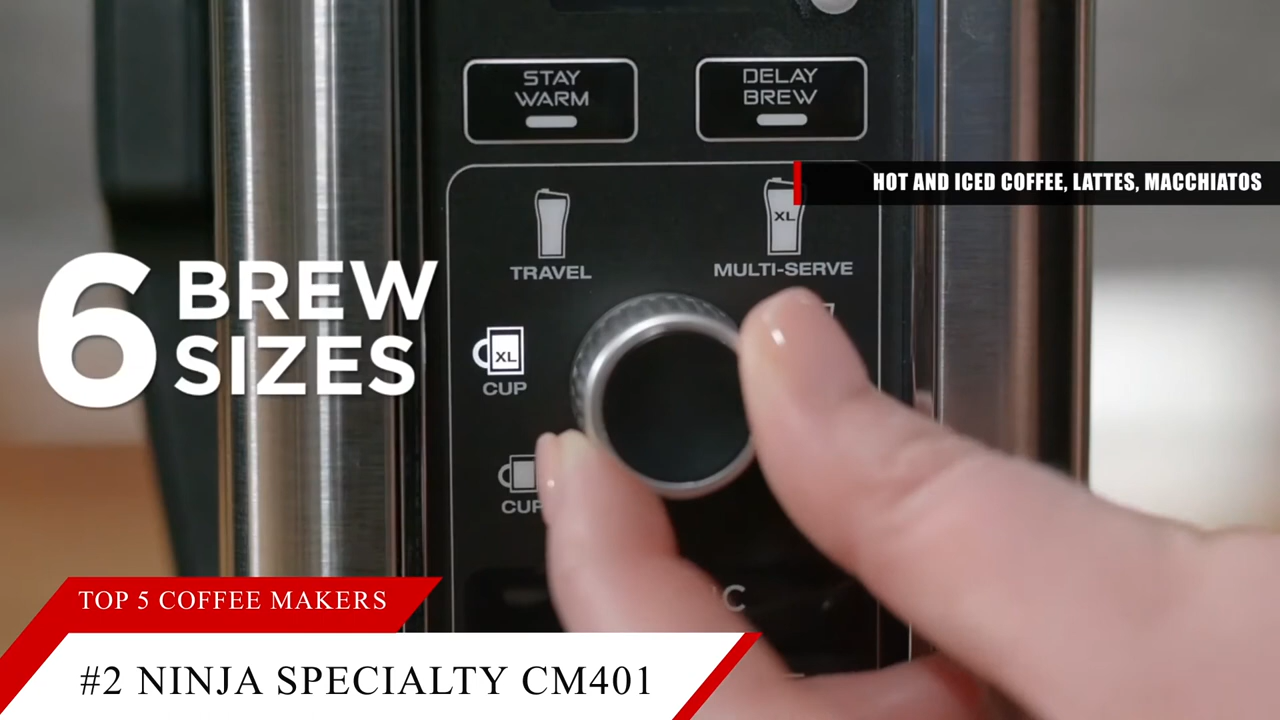 STAY
WARM
DELAY
BREW
HOT AND ICED COFFEE, LATTES, MACCHIATOS
XL
TRAVEL
MULTI-SERVE
6 BREW
SIZES
XL
CUP
CUP
TOP 5 COFFEE MAKERS
#2 NINJA SPECIALTY CM401